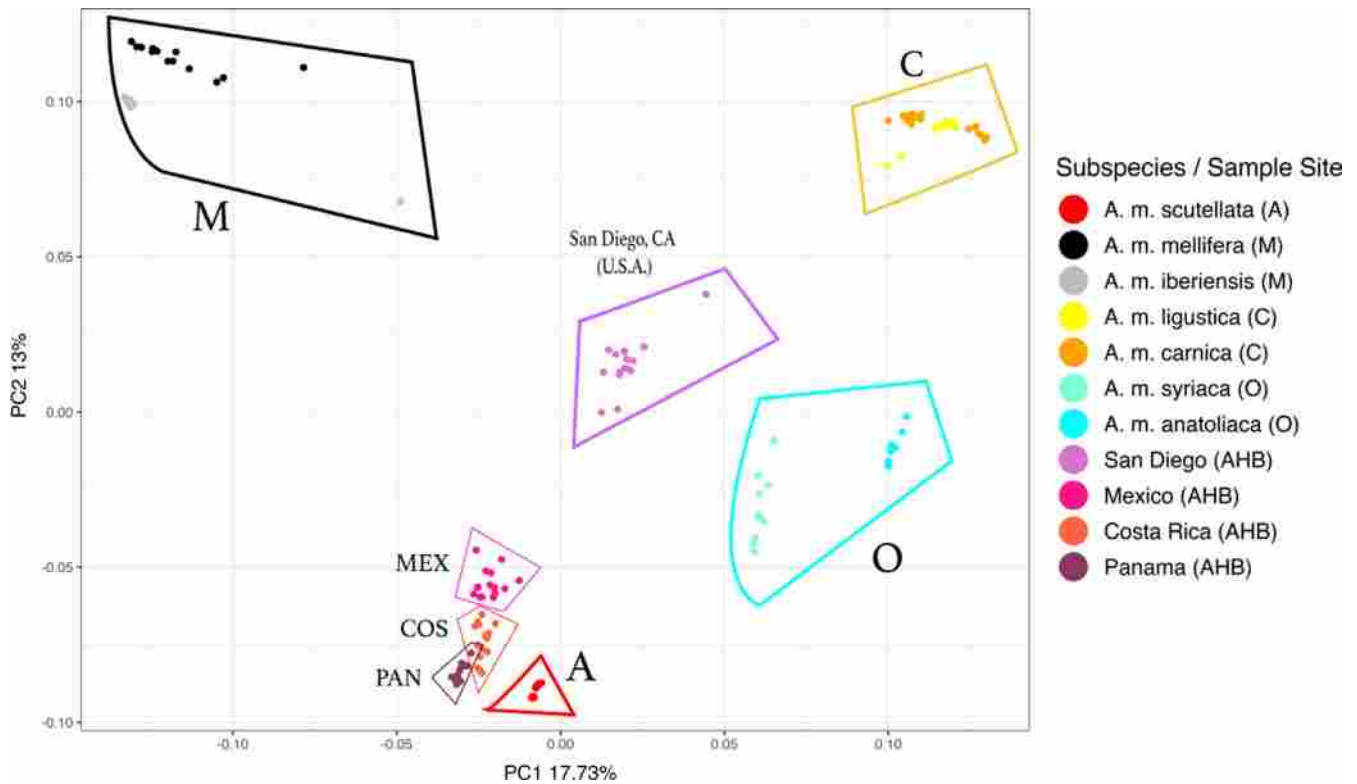 C
M
San Diego, CA
(U.S.A.)
O
MEX
COS
PAN
A
PC2 13%
0.10
0.05
0.00
-0.05
-0.10
-0.10
-0.05
0.00
0.05
0.10
PC1 17.73%
Subspecies / Sample Site
A. m. scutellata (A)
A. m. mellifera (M)
A. m. iberiensis (M)
A. m. ligustica (C)
A. m. carnica (C)
A. m. syriaca (O)
A. m. anatoliaca (O)
San Diego (AHB)
Mexico (AHB)
Costa Rica (AHB)
Panama (AHB)